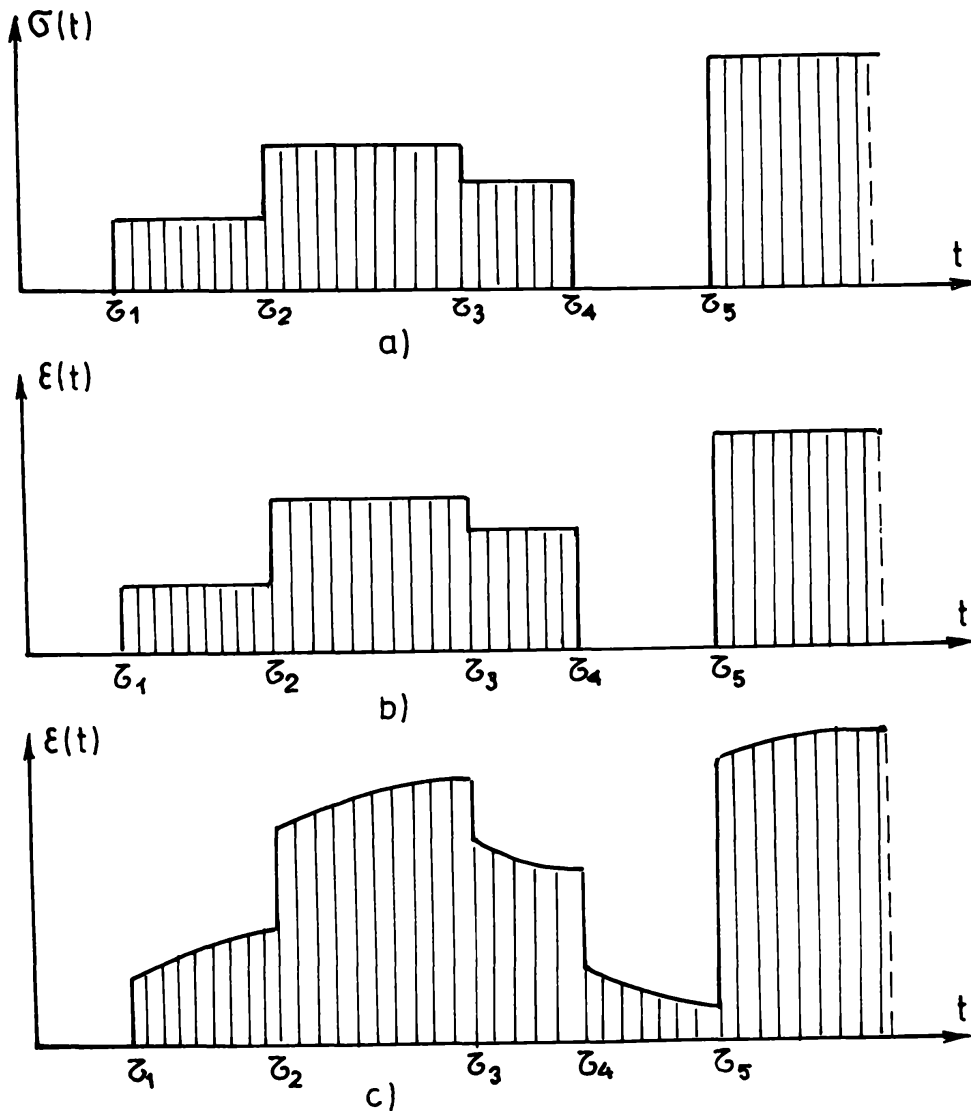 σ(t)
t
τ₁ τ₂ τ₃ τ₄ τ₅
a)
ε(t)
t
τ₁ τ₂ τ₃ τ₄ τ₅
b)
ε(t)
t
τ₁ τ₂ τ₃ τ₄ τ₅
c)